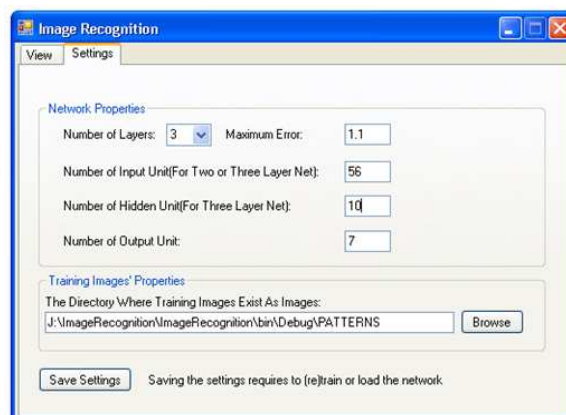 Image Recognition
View Settings
Network Properties
Number of Layers: 3 Maximum Error: 1.1
Number of Input Unit(For Two or Three Layer Net): 56
Number of Hidden Unit(For Three Layer Net): 10
Number of Output Unit: 7
Training Images' Properties
The Directory Where Training Images Exist As Images:
J:\ImageRecognition\ImageRecognition\bin\Debug\PATTERNS Browse
Save Settings Saving the settings requires to (re)train or load the network